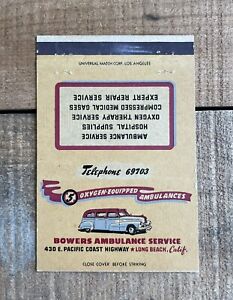 UNIVERSAL MATCH CORP. LOS ANGELES
AMBULANCE SERVICE
HOSPITAL SUPPLIES
OXYGEN THERAPY SERVICE
COMPRESSED MEDICAL GASES
EXPERT REPAIR SERVICE
Telephone 69703
OXYGEN-EQUIPPED AMBULANCES
BOWERS AMBULANCE SERVICE
430 E. PACIFIC COAST HIGHWAY ★ LONG BEACH, Calif.
CLOSE COVER BEFORE STRIKING